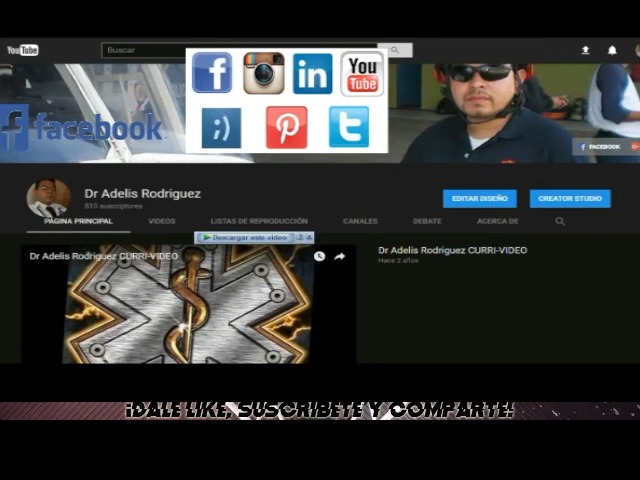 YouTube
Buscar
f
in
You
Tube
;)
f facebook
f FACEBOOK
G+
Dr Adelis Rodriguez
810 suscriptores
EDITAR DISEÑO
CREATOR STUDIO
PÁGINA PRINCIPAL
VIDEOS
LISTAS DE REPRODUCCIÓN
CANALES
DEBATE
ACERCA DE
Descargar este video
?
X
Dr Adelis Rodriguez CURRI-VIDEO
Dr Adelis Rodriguez CURRI-VIDEO
Hace 2 años
¡DALE LIKE, SUSCRIBETE Y COMPARTE!